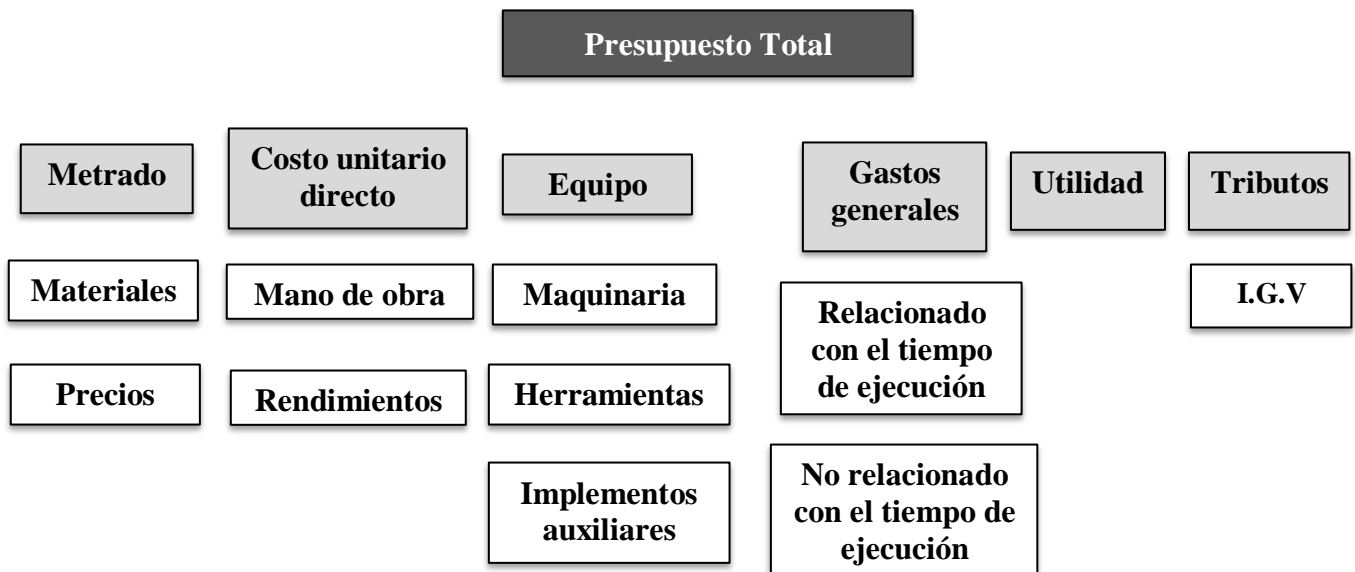 Presupuesto Total
Metrado
Costo unitario
directo
Equipo
Gastos
generales
Utilidad
Tributos
Materiales
Mano de obra
Maquinaria
Relacionado
con el tiempo
de ejecución
I.G.V
Precios
Rendimientos
Herramientas
Implementos
auxiliares
No relacionado
con el tiempo de
ejecución